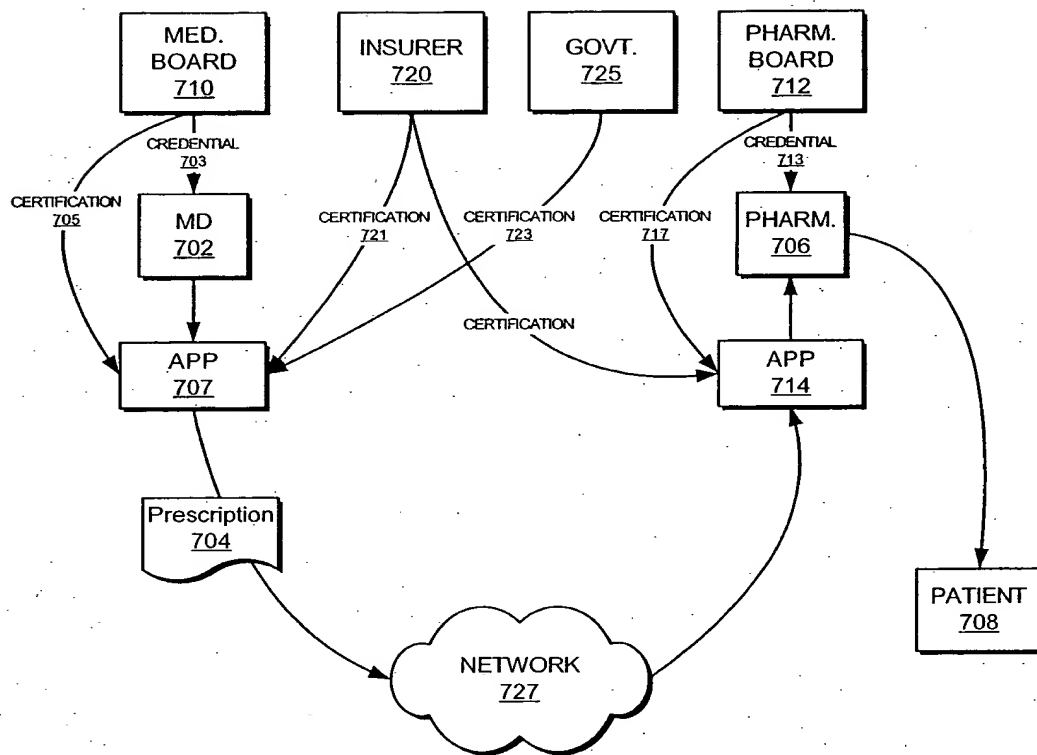 MED.
BOARD
710
INSURER
720
GOVT.
725
PHARM.
BOARD
712
CREDENTIAL
703
CREDENTIAL
713
CERTIFICATION
705
MD
702
CERTIFICATION
721
CERTIFICATION
723
CERTIFICATION
717
PHARM.
706
CERTIFICATION
APP
707
APP
714
Prescription
704
PATIENT
708
NETWORK
727